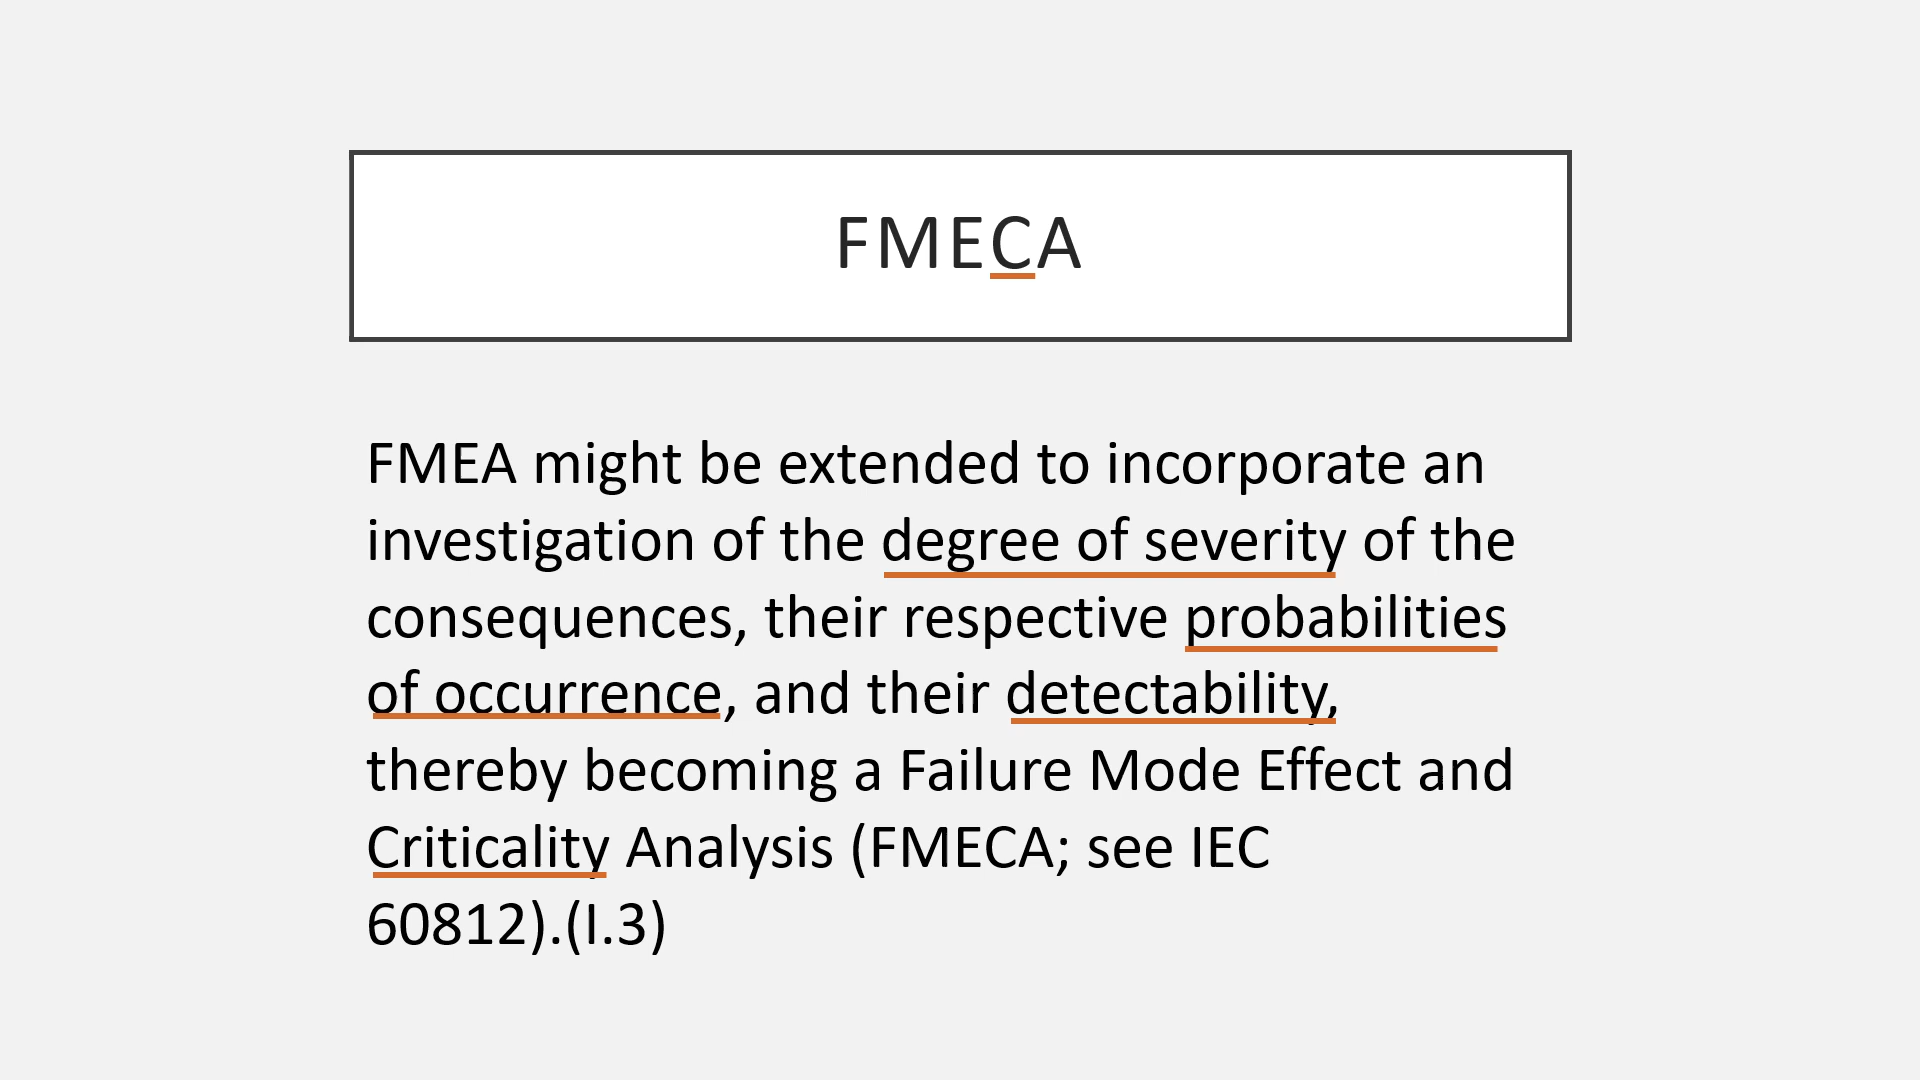 FMECA
FMEA might be extended to incorporate an
investigation of the degree of severity of the
consequences, their respective probabilities
of occurrence, and their detectability,
thereby becoming a Failure Mode Effect and
Criticality Analysis (FMECA; see IEC
60812).(I.3)